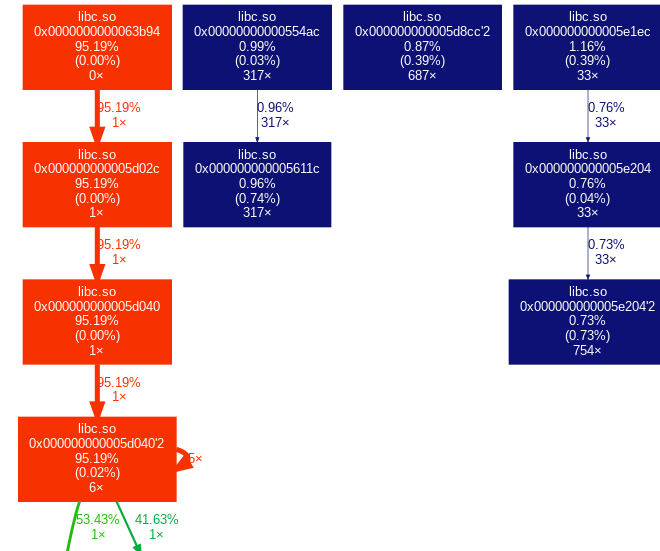 libc.so
0x0000000000063b94
95.19%
(0.00%)
0×
libc.so
0x00000000000554ac
0.99%
(0.03%)
317×
libc.so
0x000000000005d8cc'2
0.87%
(0.39%)
687×
libc.so
0x000000000005e1ec
1.16%
(0.39%)
33×
95.19%
1×
0.96%
317×
0.76%
33×
libc.so
0x000000000005d02c
95.19%
(0.00%)
1×
libc.so
0x000000000005611c
0.96%
(0.74%)
317×
libc.so
0x000000000005e204
0.76%
(0.04%)
33×
95.19%
1×
0.73%
33×
libc.so
0x000000000005d040
95.19%
(0.00%)
1×
libc.so
0x000000000005e204'2
0.73%
(0.73%)
754×
95.19%
1×
libc.so
0x000000000005d040'2
95.19%
(0.02%)
6×
5×
53.43%
1×
41.63%
1×